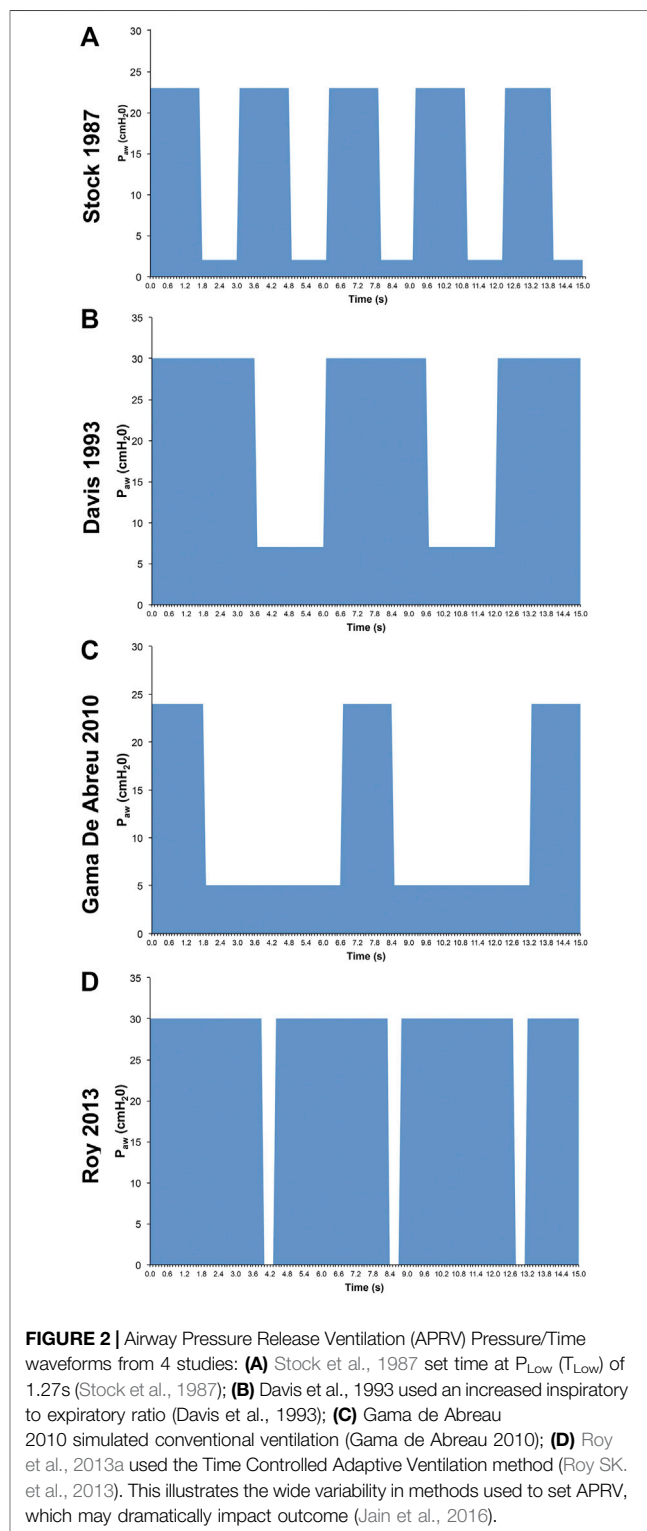 A
Stock 1987
P_aw (cmH_20)
30
25
20
15
10
5
0
0.0 0.6 1.2 1.8 2.4 3.0 3.6 4.2 4.8 5.4 6.0 6.6 7.2 7.8 8.4 9.0 9.6 10.2 10.8 11.4 12.0 12.6 13.2 13.8 14.4 15.0
Time (s)
B
Davis 1993
P_aw (cmH_20)
35
30
25
20
15
10
5
0
0.0 0.6 1.2 1.8 2.4 3.0 3.6 4.2 4.8 5.4 6.0 6.6 7.2 7.8 8.4 9.0 9.6 10.2 10.8 11.4 12.0 12.6 13.2 13.8 14.4 15.0
Time (s)
C
Gama De Abreu 2010
P_aw (cmH_20)
30
25
20
15
10
5
0
0.0 0.6 1.2 1.8 2.4 3.0 3.6 4.2 4.8 5.4 6.0 6.6 7.2 7.8 8.4 9.0 9.6 10.2 10.8 11.4 12.0 12.6 13.2 13.8 14.4 15.0
Time (s)
D
Roy 2013
P_aw (cmH_20)
35
30
25
20
15
10
5
0
0.0 0.6 1.2 1.8 2.4 3.0 3.6 4.2 4.8 5.4 6.0 6.6 7.2 7.8 8.4 9.0 9.6 10.2 10.8 11.4 12.0 12.6 13.2 13.8 14.4 15.0
Time (s)
FIGURE 2 | Airway Pressure Release Ventilation (APRV) Pressure/Time
waveforms from 4 studies: (A) Stock et al., 1987 set time at P_Low (T_Low) of
1.27s (Stock et al., 1987); (B) Davis et al., 1993 used an increased inspiratory
to expiratory ratio (Davis et al., 1993); (C) Gama de Abreau
2010 simulated conventional ventilation (Gama de Abreau 2010); (D) Roy
et al., 2013a used the Time Controlled Adaptive Ventilation method (Roy SK.
et al., 2013). This illustrates the wide variability in methods used to set APRV,
which may dramatically impact outcome (Jain et al., 2016).